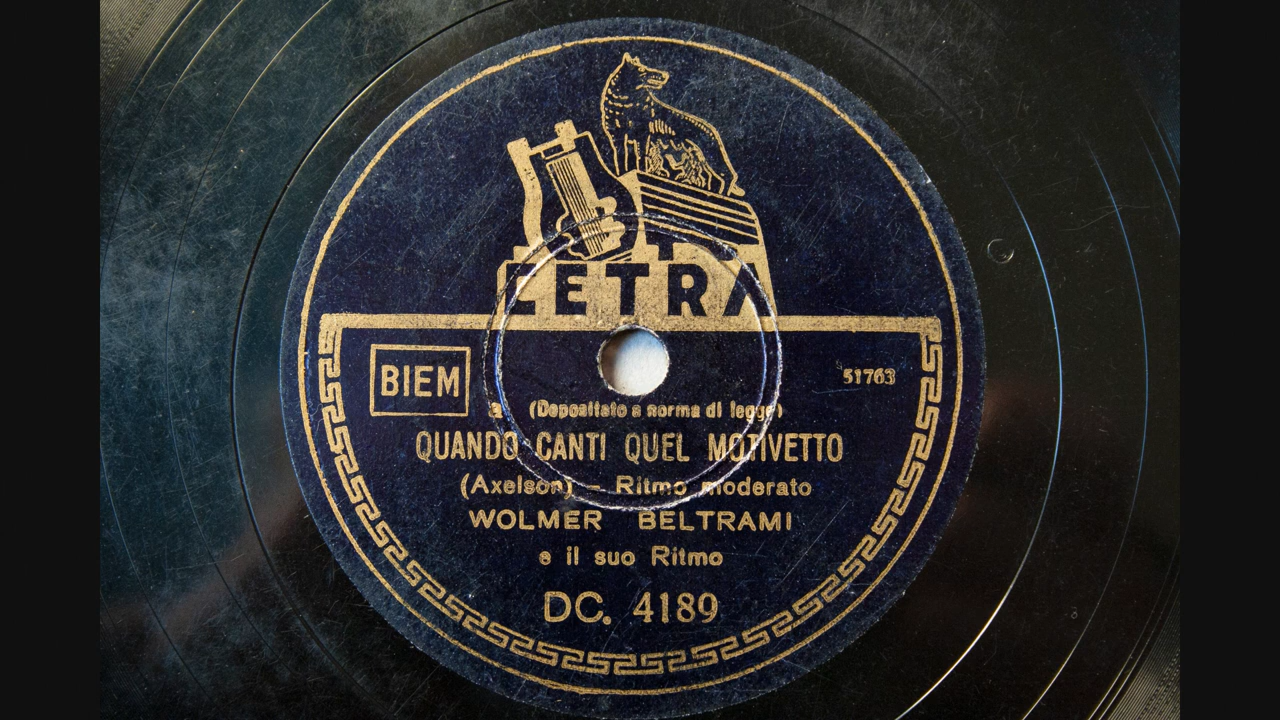 CETRA
BIEM
51763
a (Depositato a norma di legge)
QUANDO CANTI QUEL MOTIVETTO
(Axelson) - Ritmo moderato
WOLMER BELTRAMI
e il suo Ritmo
DC. 4189